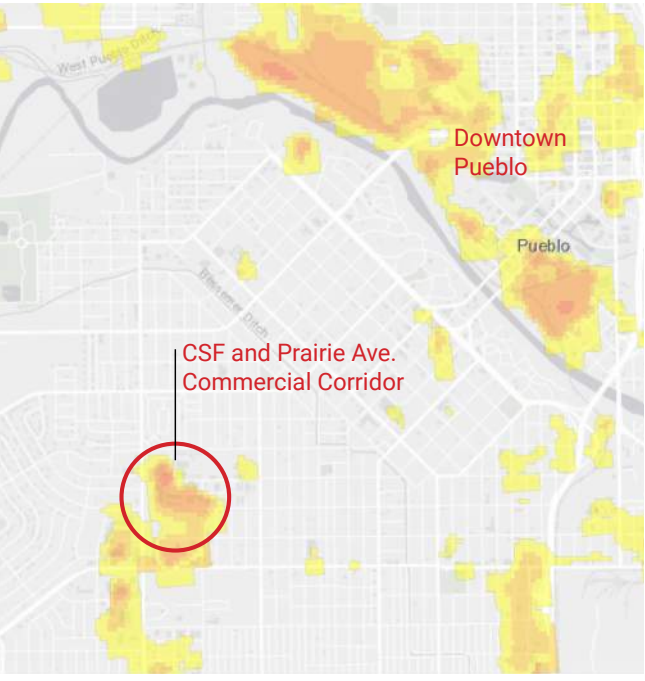 West Pueblo Ditch
Downtown
Pueblo
Pueblo
Bessemer Ditch
CSF and Prairie Ave.
Commercial Corridor